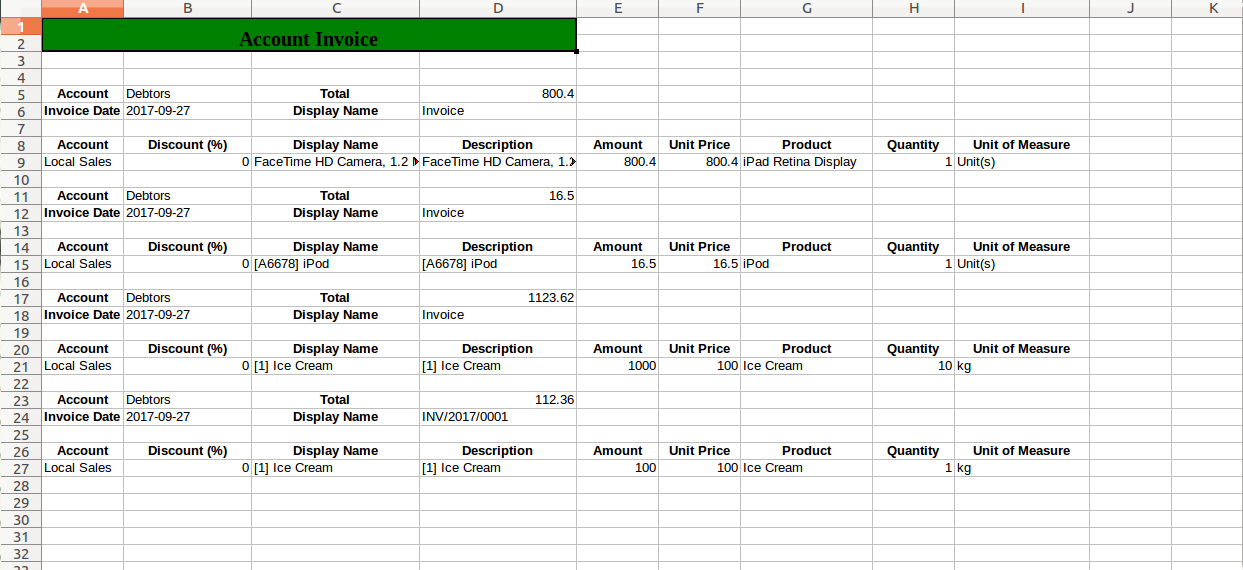 A B C D E F G H I J K
1 Account Invoice
2
3
4
5 Account Debtors Total 800.4
6 Invoice Date 2017-09-27 Display Name Invoice
7
8 Account Discount (%) Display Name Description Amount Unit Price Product Quantity Unit of Measure
9 Local Sales 0 FaceTime HD Camera, 1.2 FaceTime HD Camera, 1. 800.4 800.4 iPad Retina Display 1 Unit(s)
10
11 Account Debtors Total 16.5
12 Invoice Date 2017-09-27 Display Name Invoice
13
14 Account Discount (%) Display Name Description Amount Unit Price Product Quantity Unit of Measure
15 Local Sales 0 [A6678] iPod [A6678] iPod 16.5 16.5 iPod 1 Unit(s)
16
17 Account Debtors Total 1123.62
18 Invoice Date 2017-09-27 Display Name Invoice
19
20 Account Discount (%) Display Name Description Amount Unit Price Product Quantity Unit of Measure
21 Local Sales 0 [1] Ice Cream [1] Ice Cream 1000 100 Ice Cream 10 kg
22
23 Account Debtors Total 112.36
24 Invoice Date 2017-09-27 Display Name INV/2017/0001
25
26 Account Discount (%) Display Name Description Amount Unit Price Product Quantity Unit of Measure
27 Local Sales 0 [1] Ice Cream [1] Ice Cream 100 100 Ice Cream 1 kg
28
29
30
31
32